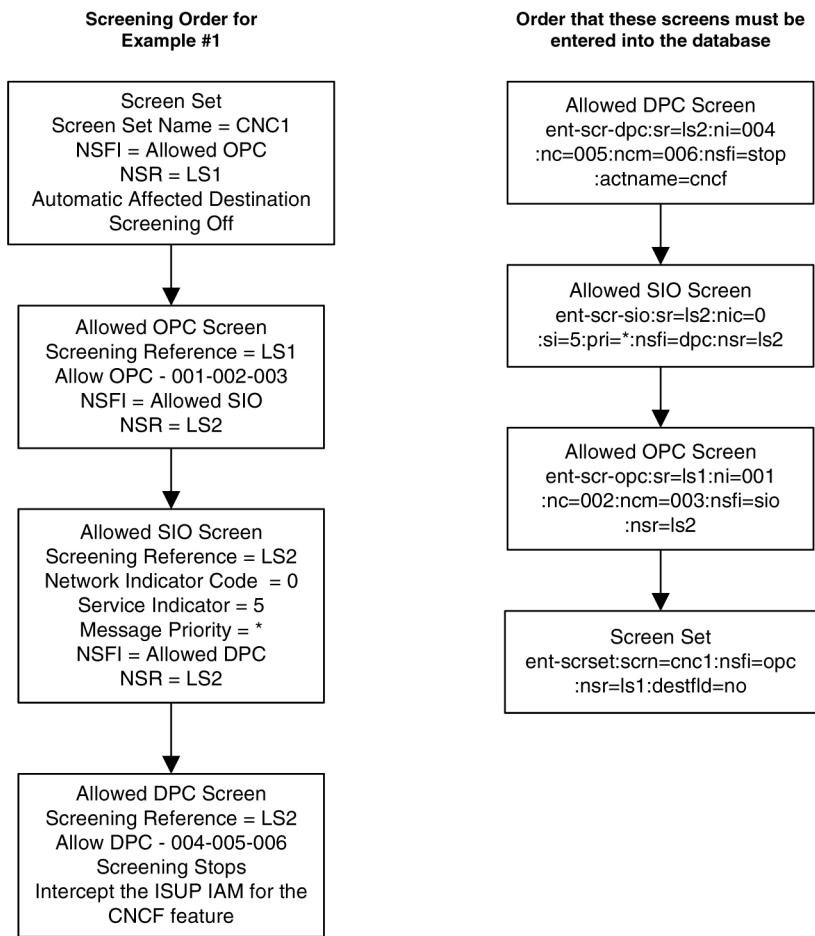 Screening Order for
Example #1
Screen Set
Screen Set Name = CNC1
NSFI = Allowed OPC
NSR = LS1
Automatic Affected Destination
Screening Off
Allowed OPC Screen
Screening Reference = LS1
Allow OPC - 001-002-003
NSFI = Allowed SIO
NSR = LS2
Allowed SIO Screen
Screening Reference = LS2
Network Indicator Code = 0
Service Indicator = 5
Message Priority = *
NSFI = Allowed DPC
NSR = LS2
Allowed DPC Screen
Screening Reference = LS2
Allow DPC - 004-005-006
Screening Stops
Intercept the ISUP IAM for the
CNCF feature
Order that these screens must be
entered into the database
Allowed DPC Screen
ent-scr-dpc:sr=ls2:ni=004
:nc=005:ncm=006:nsfi=stop
:actname=cncf
Allowed SIO Screen
ent-scr-sio:sr=ls2:nic=0
:si=5:pri=*:nsfi=dpc:nsr=ls2
Allowed OPC Screen
ent-scr-opc:sr=ls1:ni=001
:nc=002:ncm=003:nsfi=sio
:nsr=ls2
Screen Set
ent-scrset:scrn=cnc1:nsfi=opc
:nsr=ls1:destfld=no